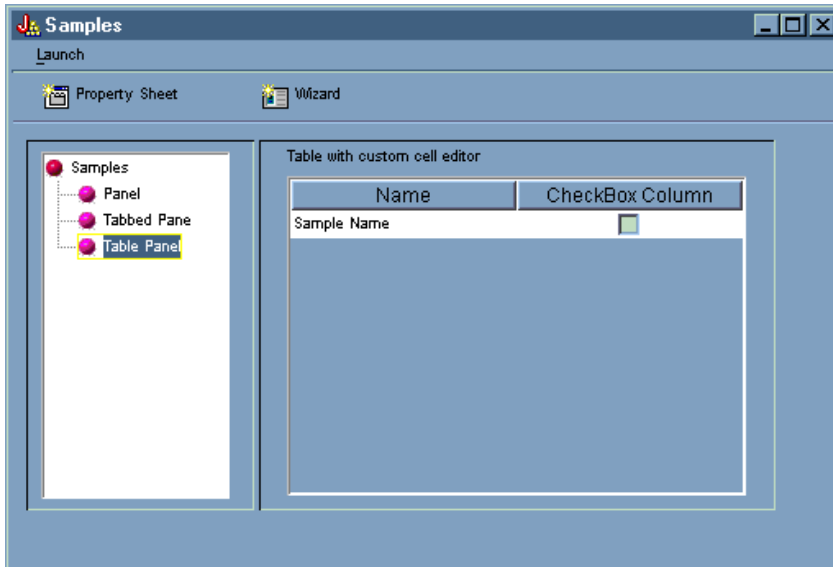 Samples
Launch
Property Sheet Wizard
Samples
Panel
Tabbed Pane
Table Panel
Table with custom cell editor
Name CheckBox Column
Sample Name